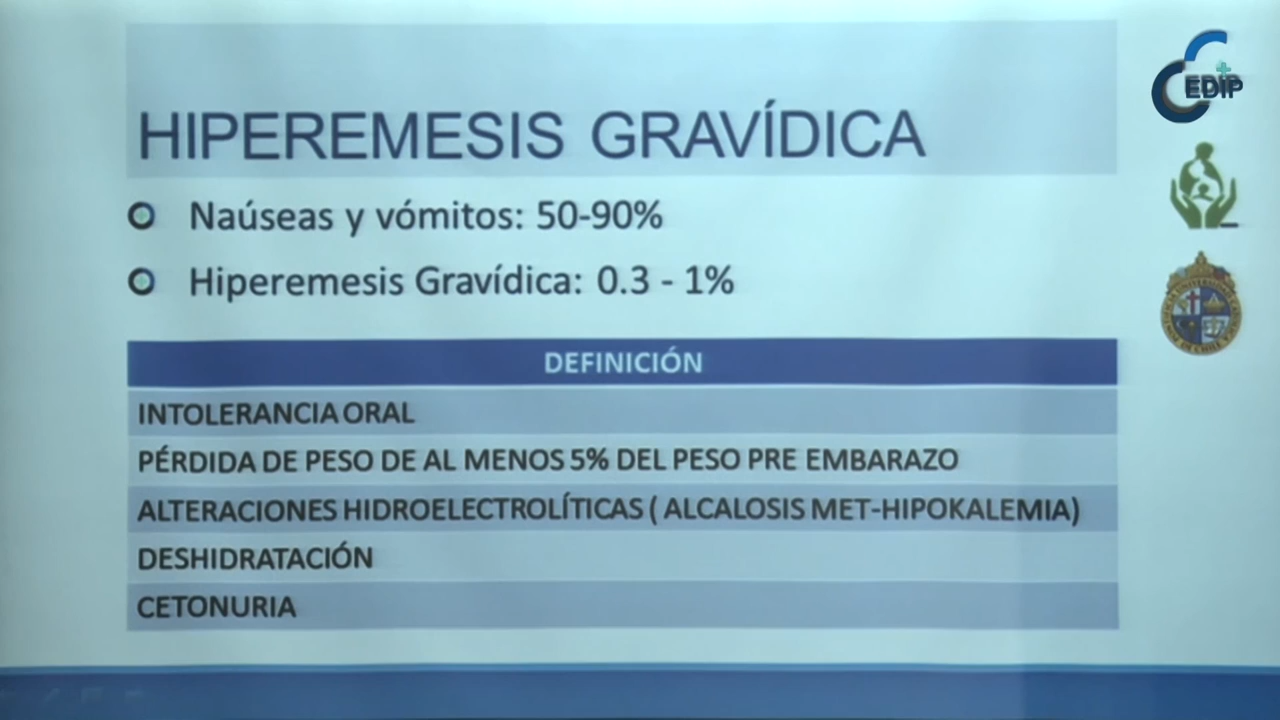 EDIP
HIPEREMESIS GRAVÍDICA
Naúseas y vómitos: 50-90%
Hiperemesis Gravídica: 0.3 - 1%
DEFINICIÓN
INTOLERANCIA ORAL
PÉRDIDA DE PESO DE AL MENOS 5% DEL PESO PRE EMBARAZO
ALTERACIONES HIDROELECTROLÍTICAS ( ALCALOSIS MET-HIPOKALEMIA)
DESHIDRATACIÓN
CETONURIA